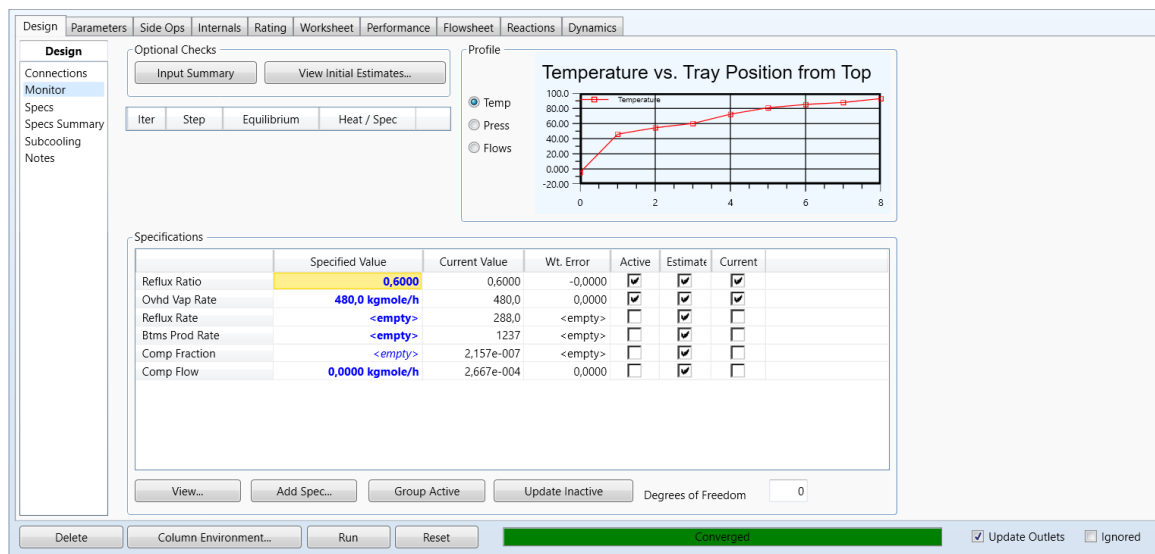 Design Parameters Side Ops Internals Rating Worksheet Performance Flowsheet Reactions Dynamics
Design
Connections
Monitor
Specs
Specs Summary
Subcooling
Notes
Optional Checks
Input Summary View Initial Estimates...
Iter Step Equilibrium Heat / Spec
Profile
Temp
Press
Flows
Temperature vs. Tray Position from Top
Temperature
100.0
80.00
60.00
40.00
20.00
0.000
-20.00
0 2 4 6 8
Specifications
Specified Value Current Value Wt. Error Active Estimate Current
Reflux Ratio 0,6000 0,6000 -0,0000
Ovhd Vap Rate 480,0 kgmole/h 480,0 0,0000
Reflux Rate <empty> 288,0 <empty>
Btms Prod Rate <empty> 1237 <empty>
Comp Fraction <empty> 2,157e-007 <empty>
Comp Flow 0,0000 kgmole/h 2,667e-004 0,0000
View... Add Spec... Group Active Update Inactive Degrees of Freedom 0
Delete Column Environment... Run Reset Converged Update Outlets Ignored